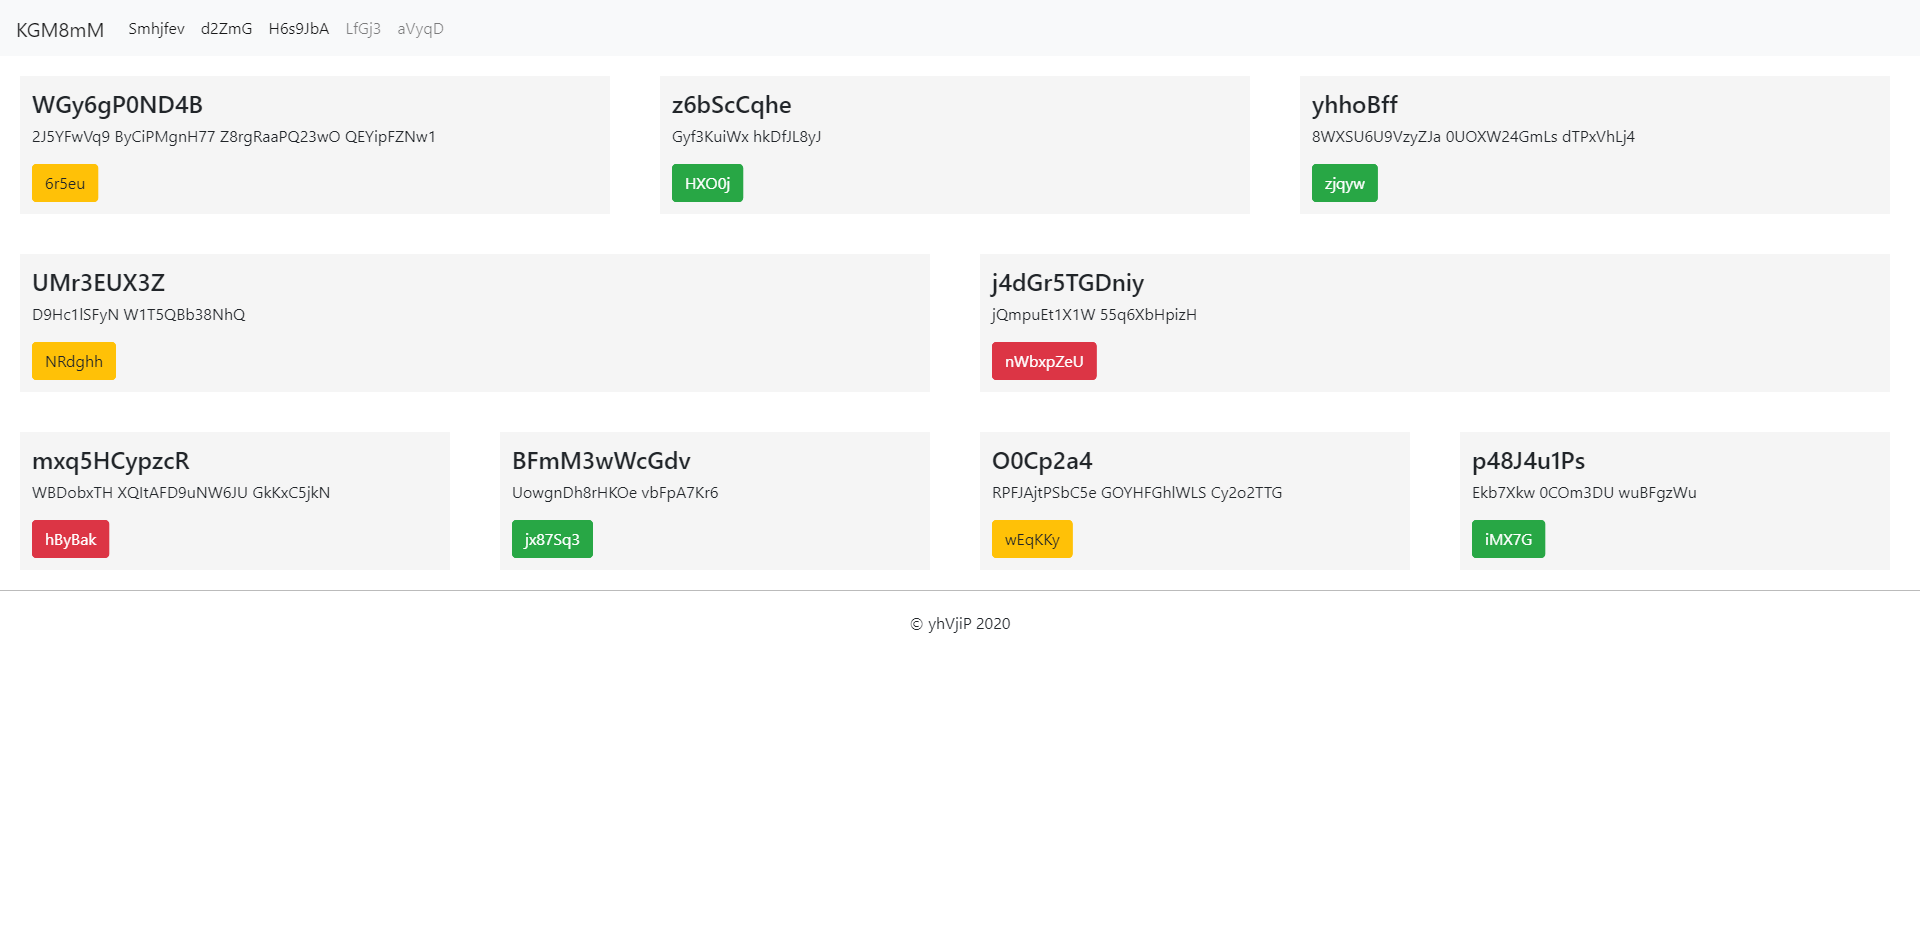 KGM8mM Smhjfev d2ZmG H6s9JbA LfGj3 aVyqD
WGy6gP0ND4B
2J5YFwVq9 ByCiPMgnH77 Z8rgRaaPQ23wO QEYipFZNw1
6r5eu
z6bScCqhe
Gyf3KuiWx hkDfJL8yJ
HXO0j
yhhoBff
8WXSU6U9VzyZJa 0UOXW24GmLs dTPxVhLj4
zjqyw
UMr3EUX3Z
D9Hc1lSFyN W1T5QBb38NhQ
NRdghh
j4dGr5TGDniy
jQmpuEt1X1W 55q6XbHpizH
nWbxpZeU
mxq5HCypzcR
WBDobxTH XQItAFD9uNW6JU GkKxC5jkN
hByBak
BFmM3wWcGdv
UowgnDh8rHKOe vbFpA7Kr6
jx87Sq3
O0Cp2a4
RPFJAjtPSbC5e GOYHFGhlWLS Cy2o2TTG
wEqKKy
p48J4u1Ps
Ekb7Xkw 0COm3DU wuBFgzWu
iMX7G
© yhVjiP 2020